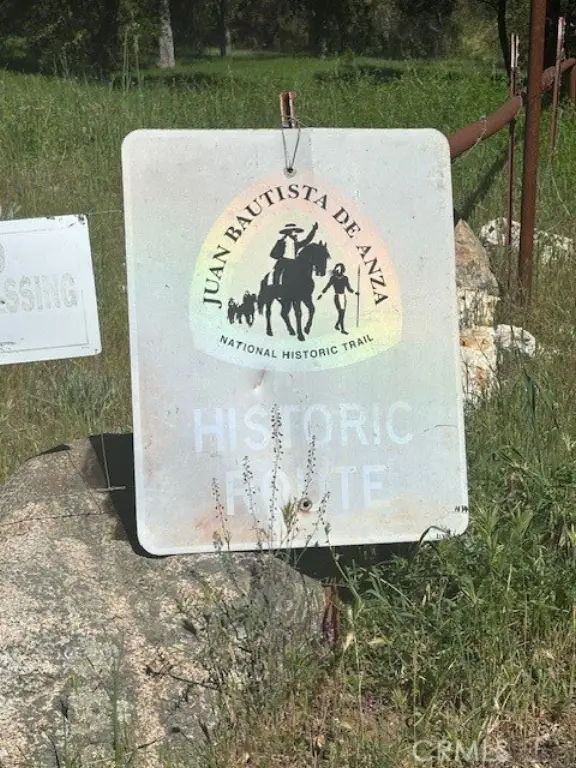 JUAN BAUTISTA DE ANZA
NATIONAL HISTORIC TRAIL
HISTORIC
ROUTE
SSING
CRMLS